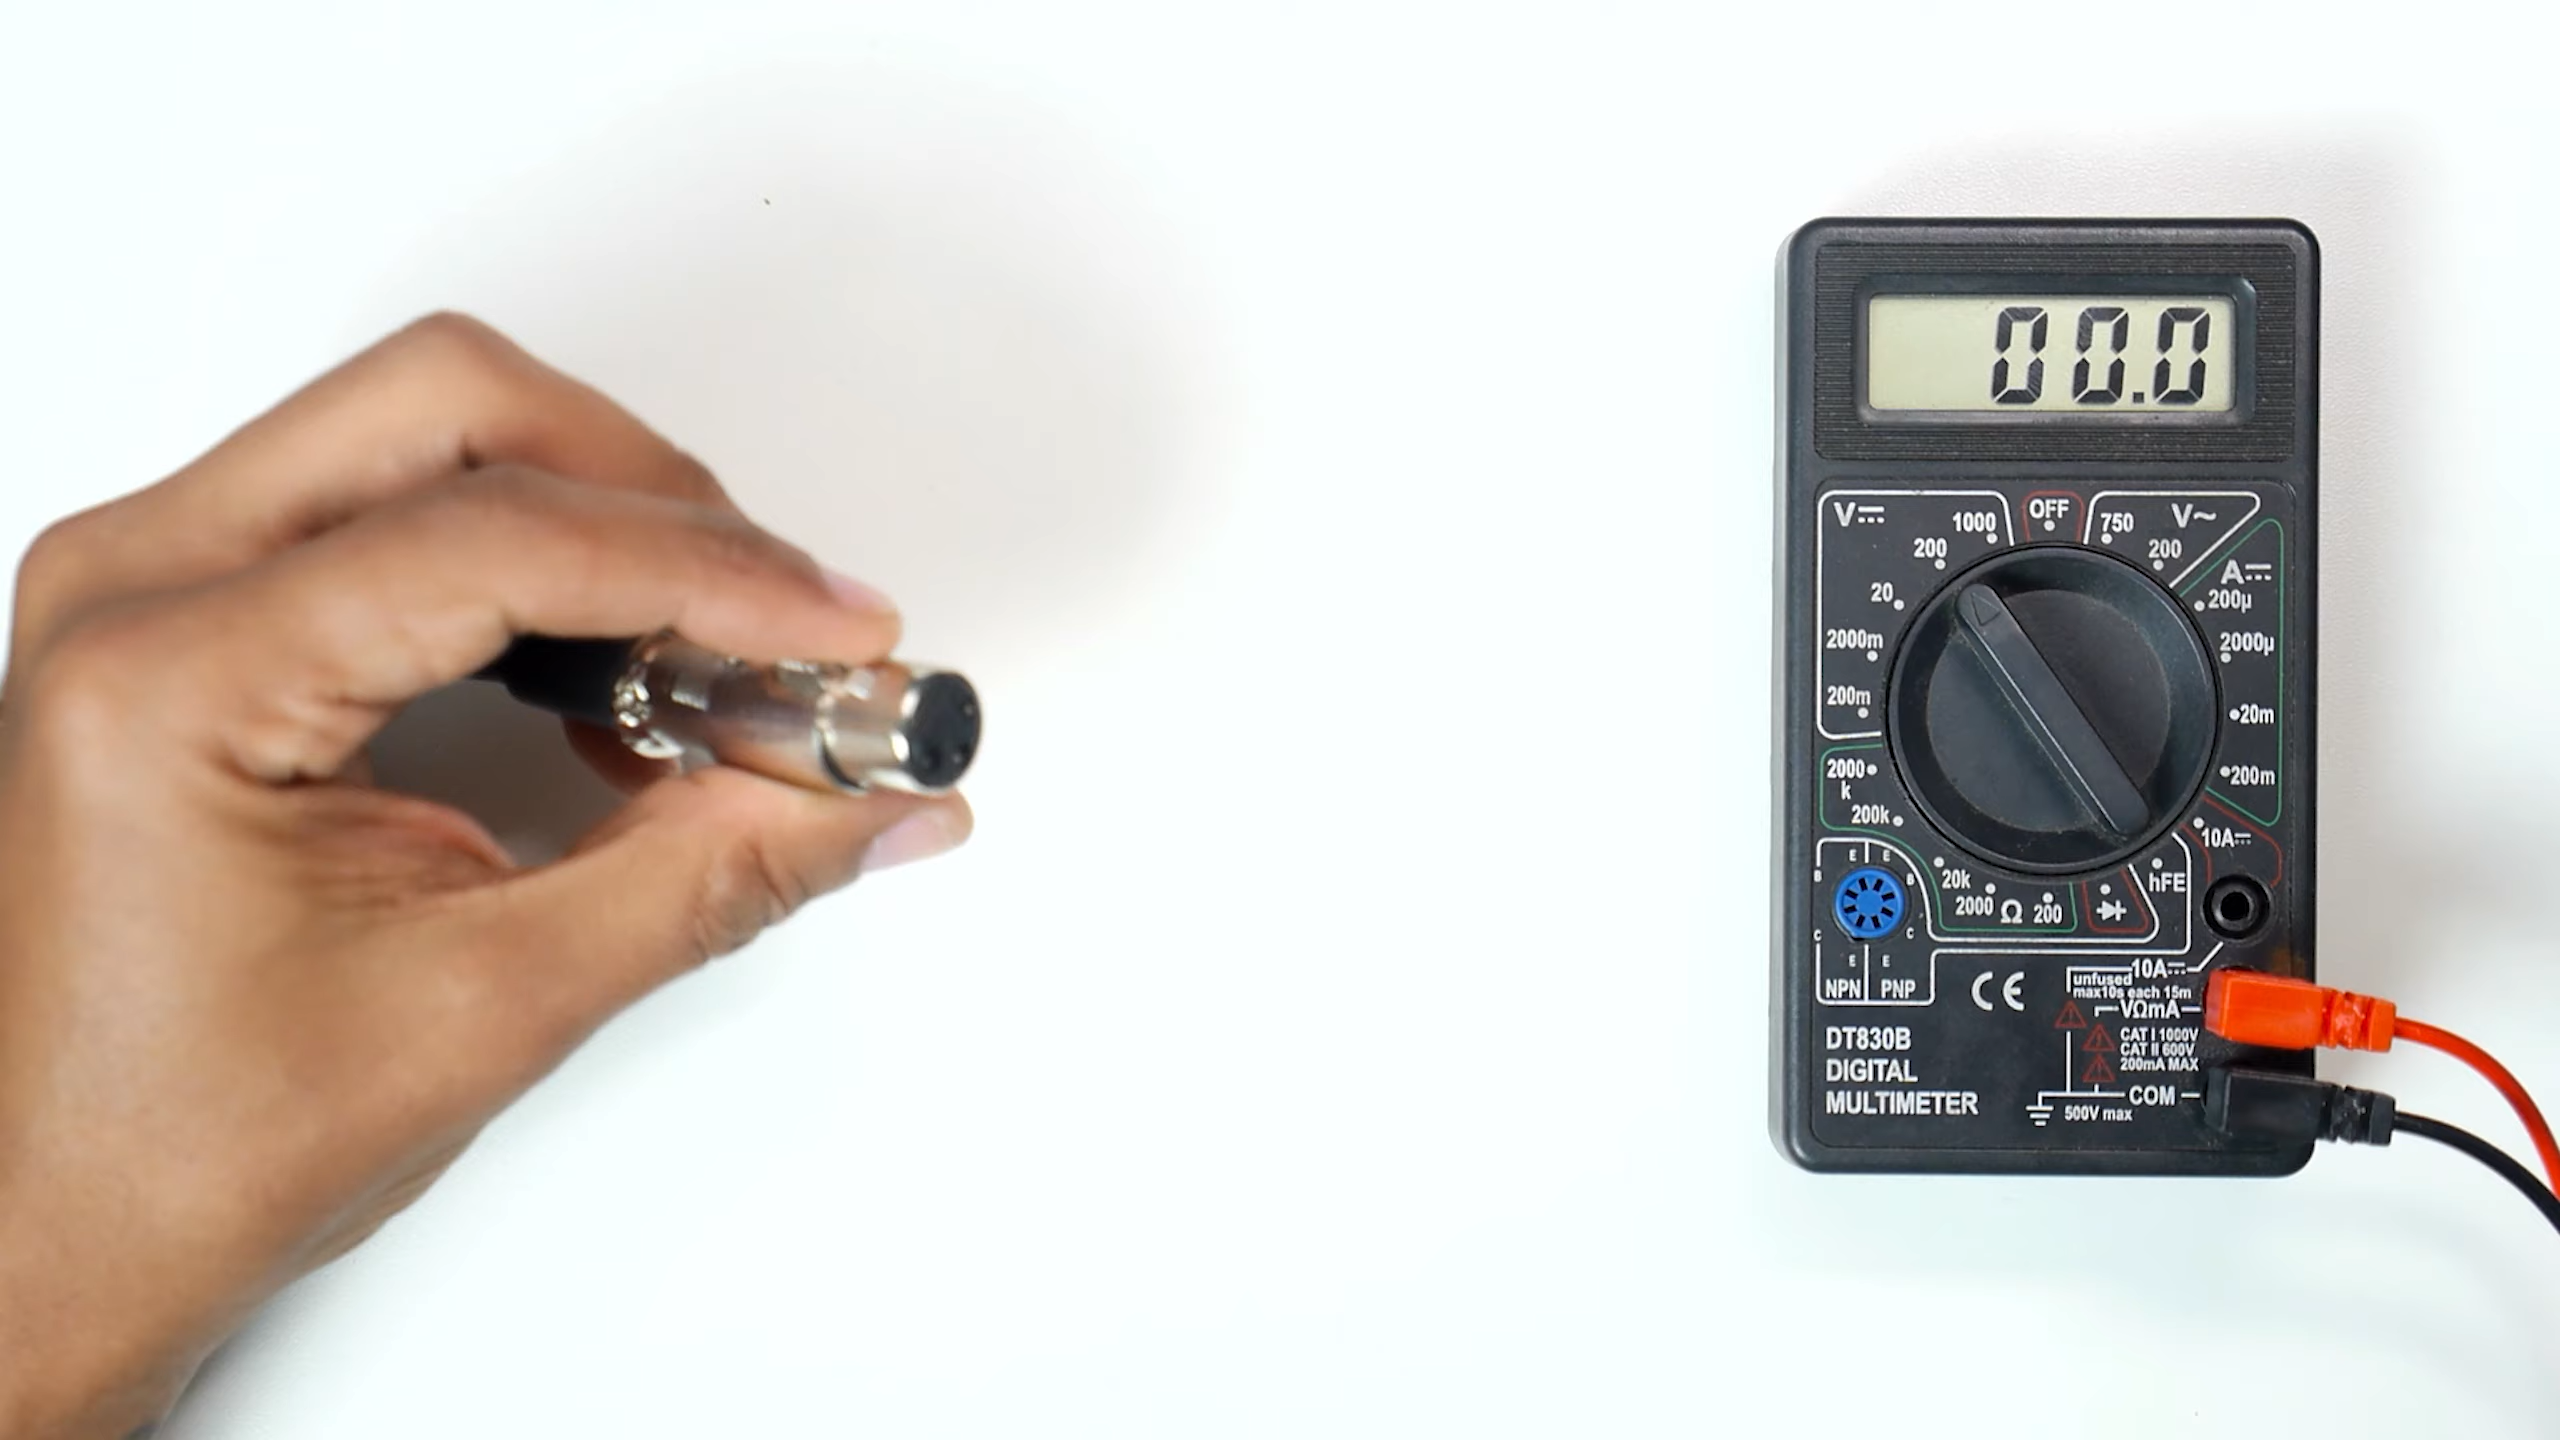 00.0
V⎓ 1000 OFF 750 V~
200 200
A⎓
20 200µ
2000m 2000µ
200m 20m
2000k 200m
200k 10A⎓
E E
B B 20k hFE
2000 Ω 200
C C
E E
NPN PNP
CE
10A⎓
unfused
max10s each 15m
VΩmA
CAT I 1000V
CAT II 600V
200mA MAX
COM
500V max
DT830B
DIGITAL
MULTIMETER